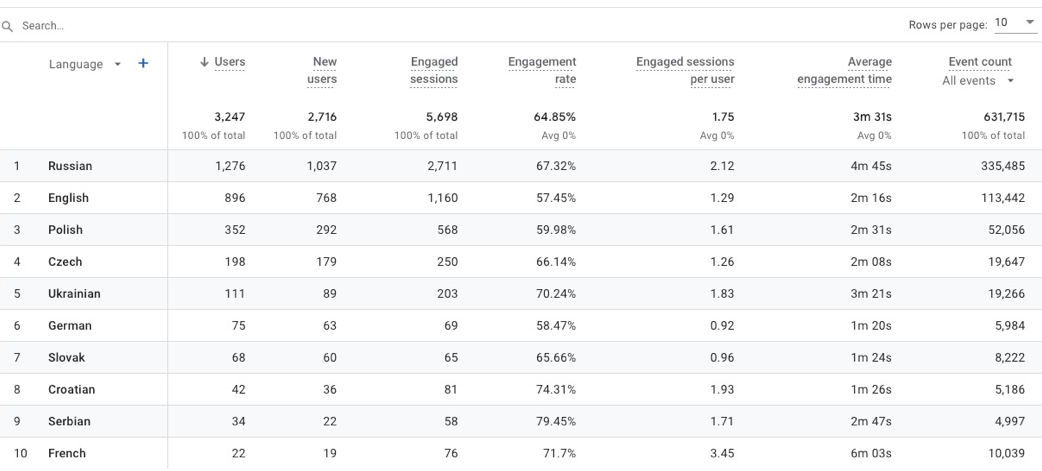 Search...
Rows per page: 10
Language + ↓ Users New users Engaged sessions Engagement rate Engaged sessions per user Average engagement time Event count All events
3,247 2,716 5,698 64.85% 1.75 3m 31s 631,715
100% of total 100% of total 100% of total Avg 0% Avg 0% Avg 0% 100% of total
1 Russian 1,276 1,037 2,711 67.32% 2.12 4m 45s 335,485
2 English 896 768 1,160 57.45% 1.29 2m 16s 113,442
3 Polish 352 292 568 59.98% 1.61 2m 31s 52,056
4 Czech 198 179 250 66.14% 1.26 2m 08s 19,647
5 Ukrainian 111 89 203 70.24% 1.83 3m 21s 19,266
6 German 75 63 69 58.47% 0.92 1m 20s 5,984
7 Slovak 68 60 65 65.66% 0.96 1m 24s 8,222
8 Croatian 42 36 81 74.31% 1.93 1m 26s 5,186
9 Serbian 34 22 58 79.45% 1.71 2m 47s 4,997
10 French 22 19 76 71.7% 3.45 6m 03s 10,039